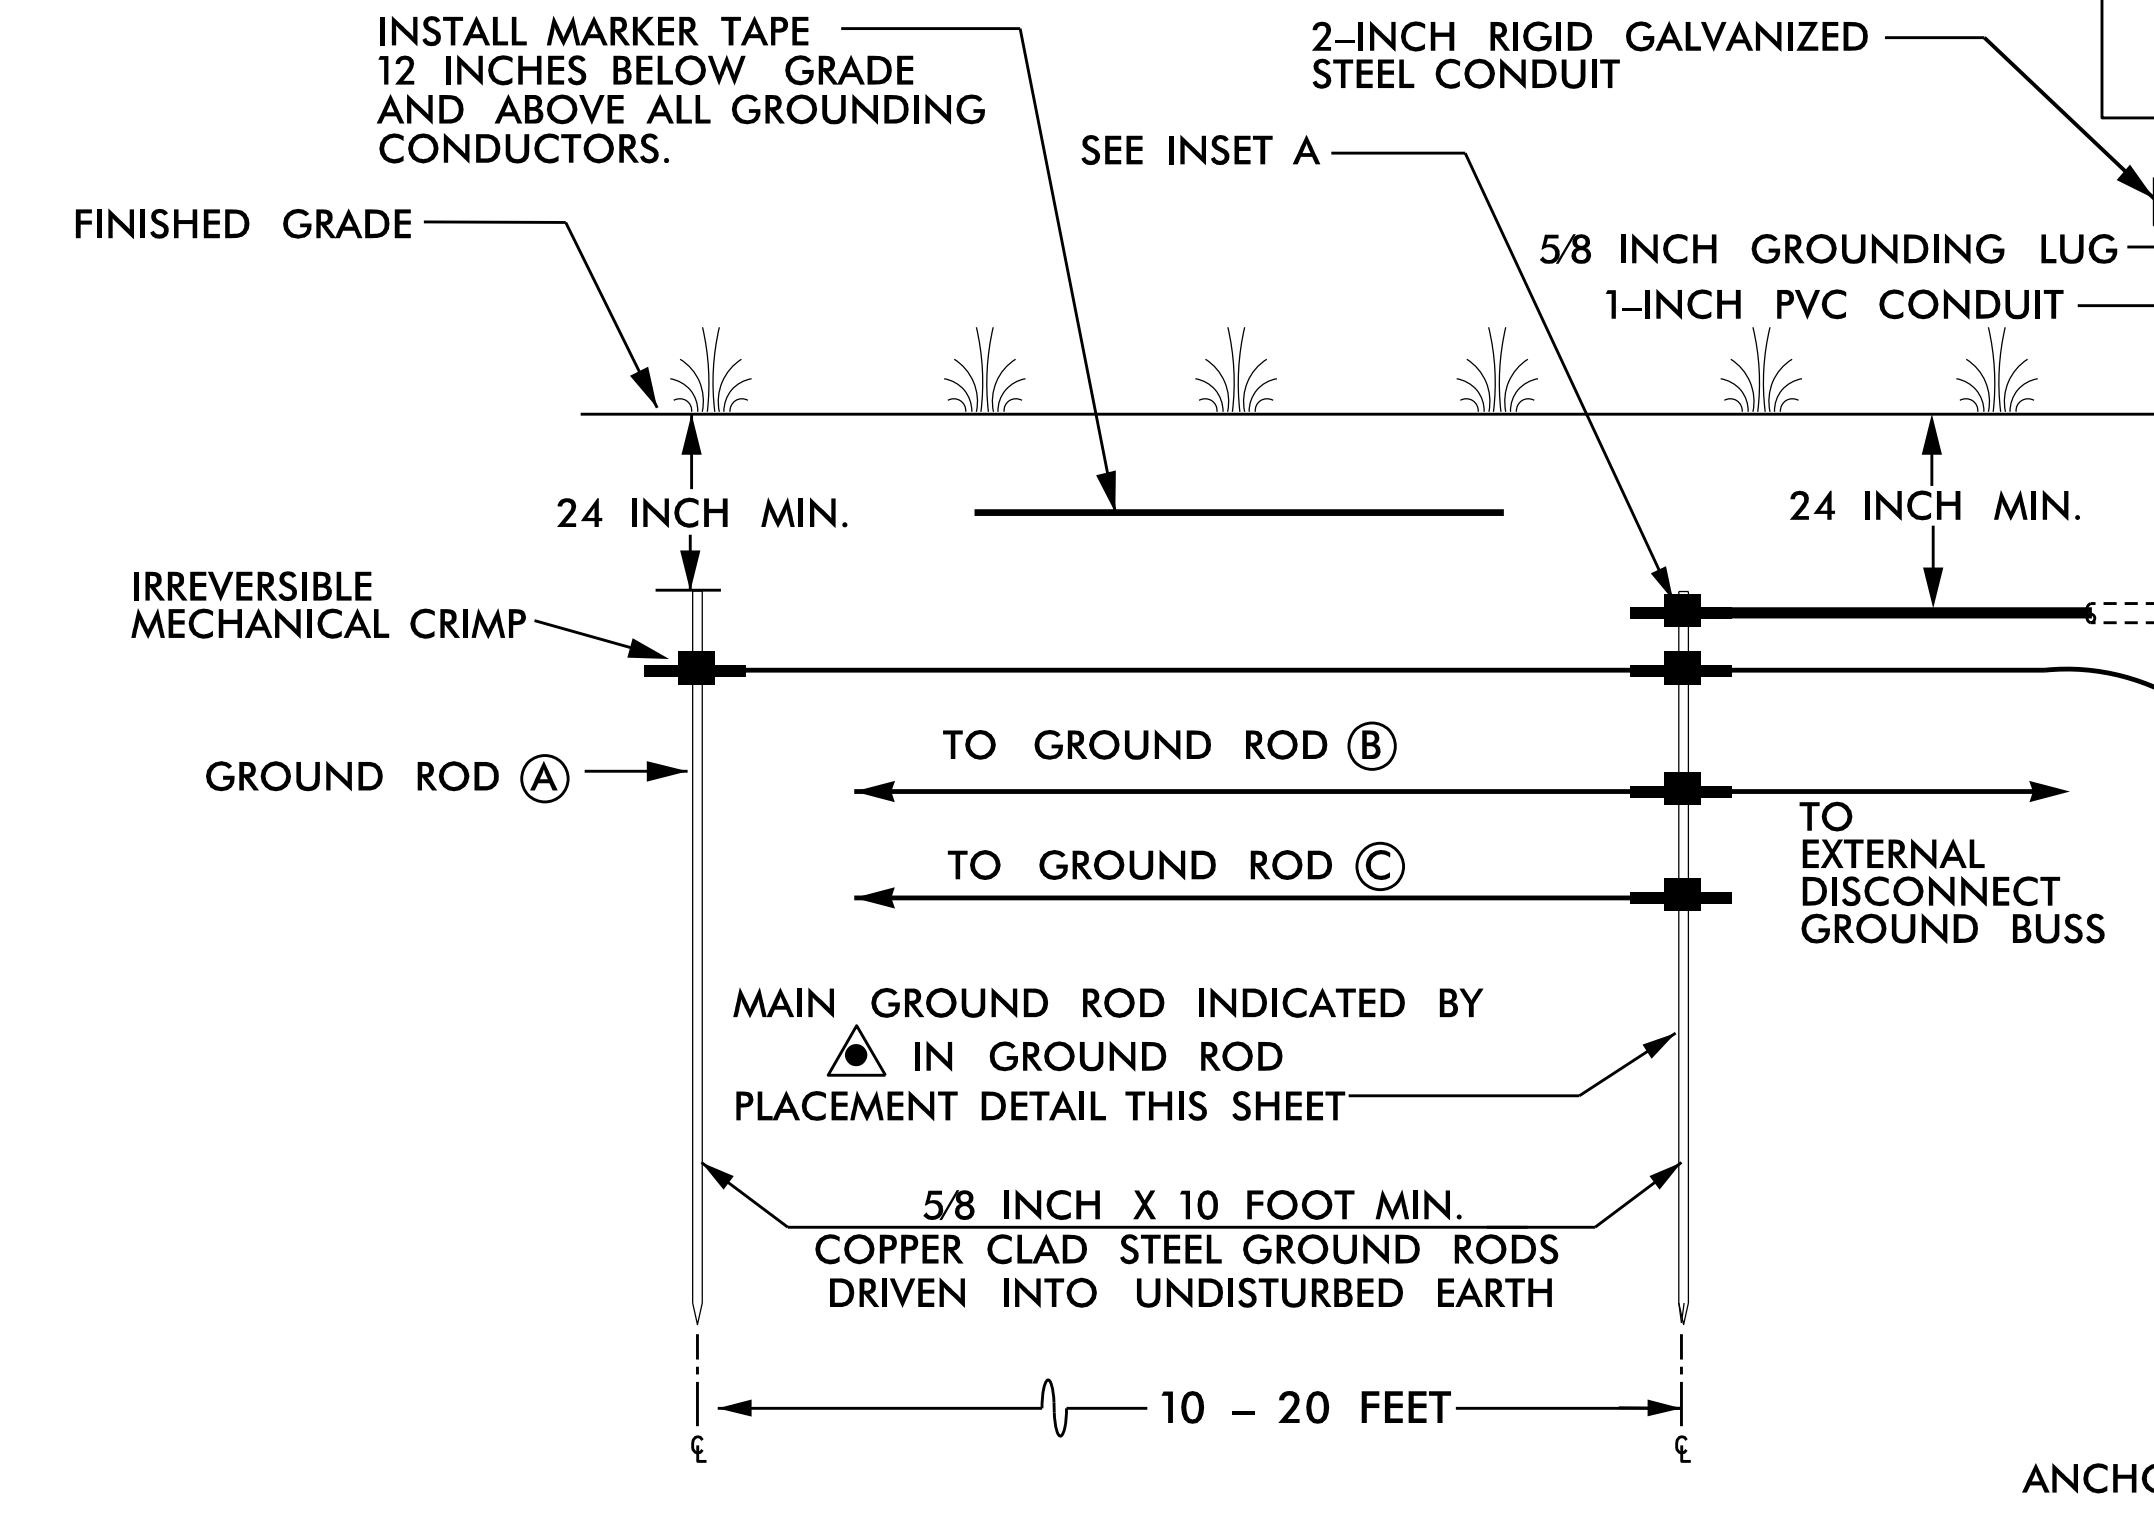 INSTALL MARKER TAPE
12 INCHES BELOW GRADE
AND ABOVE ALL GROUNDING
CONDUCTORS.
2–INCH RIGID GALVANIZED
STEEL CONDUIT
SEE INSET A
FINISHED GRADE
5/8 INCH GROUNDING LUG
1–INCH PVC CONDUIT
24 INCH MIN.
24 INCH MIN.
IRREVERSIBLE
MECHANICAL CRIMP
TO GROUND ROD B
GROUND ROD A
TO GROUND ROD C
TO
EXTERNAL
DISCONNECT
GROUND BUSS
MAIN GROUND ROD INDICATED BY
IN GROUND ROD
PLACEMENT DETAIL THIS SHEET
5/8 INCH X 10 FOOT MIN.
COPPER CLAD STEEL GROUND RODS
DRIVEN INTO UNDISTURBED EARTH
10 – 20 FEET
℄
℄